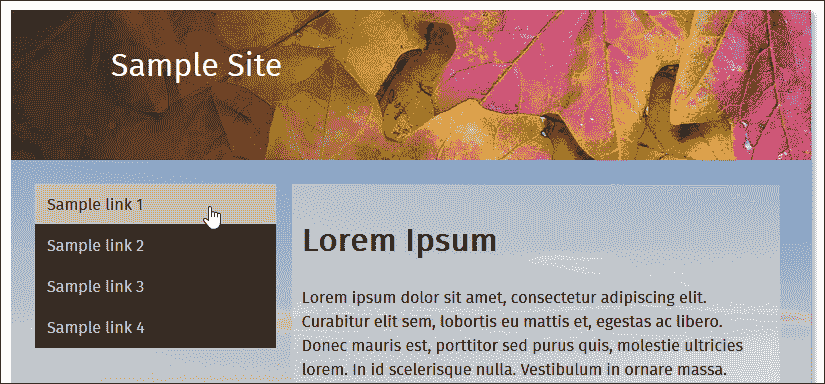 Sample Site
Sample link 1
Sample link 2
Sample link 3
Sample link 4
Lorem Ipsum
Lorem ipsum dolor sit amet, consectetur adipiscing elit.
Curabitur elit sem, lobortis eu mattis et, egestas ac libero.
Donec mauris est, porttitor sed purus quis, molestie ultricies
lorem. In id scelerisque nulla. Vestibulum in ornare massa.